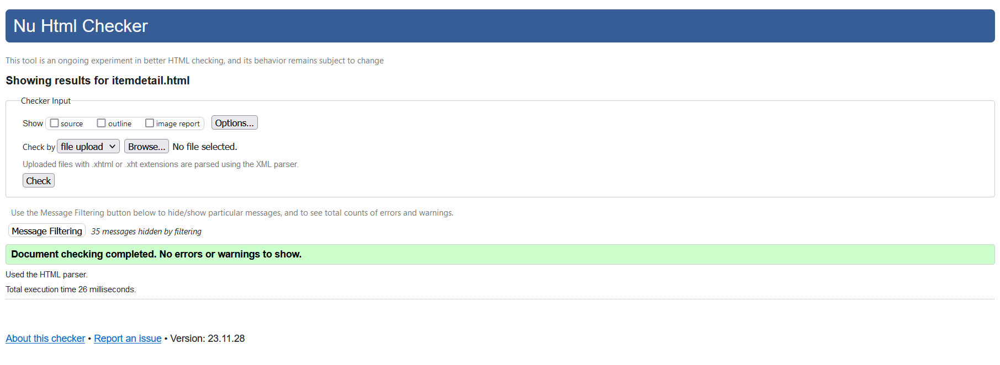 Nu Html Checker
This tool is an ongoing experiment in better HTML checking, and its behavior remains subject to change
Showing results for itemdetail.html
Checker Input
Show source outline image report Options...
Check by file upload Browse... No file selected.
Uploaded files with .xhtml or .xht extensions are parsed using the XML parser.
Check
Use the Message Filtering button below to hide/show particular messages, and to see total counts of errors and warnings.
Message Filtering 35 messages hidden by filtering
Document checking completed. No errors or warnings to show.
Used the HTML parser.
Total execution time 26 milliseconds.
About this checker • Report an issue • Version: 23.11.28